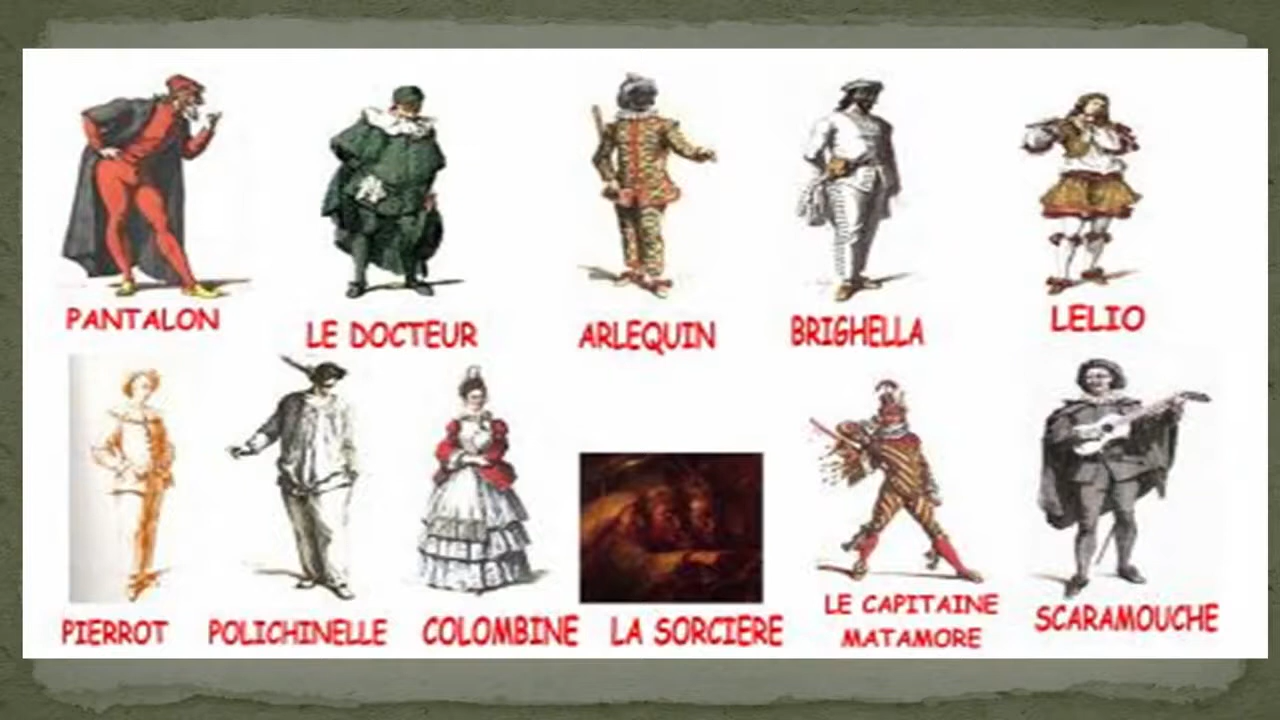 PANTALON
LE DOCTEUR
ARLEQUIN
BRIGHELLA
LELIO
PIERROT
POLICHINELLE
COLOMBINE
LA SORCIERE
LE CAPITAINE
MATAMORE
SCARAMOUCHE